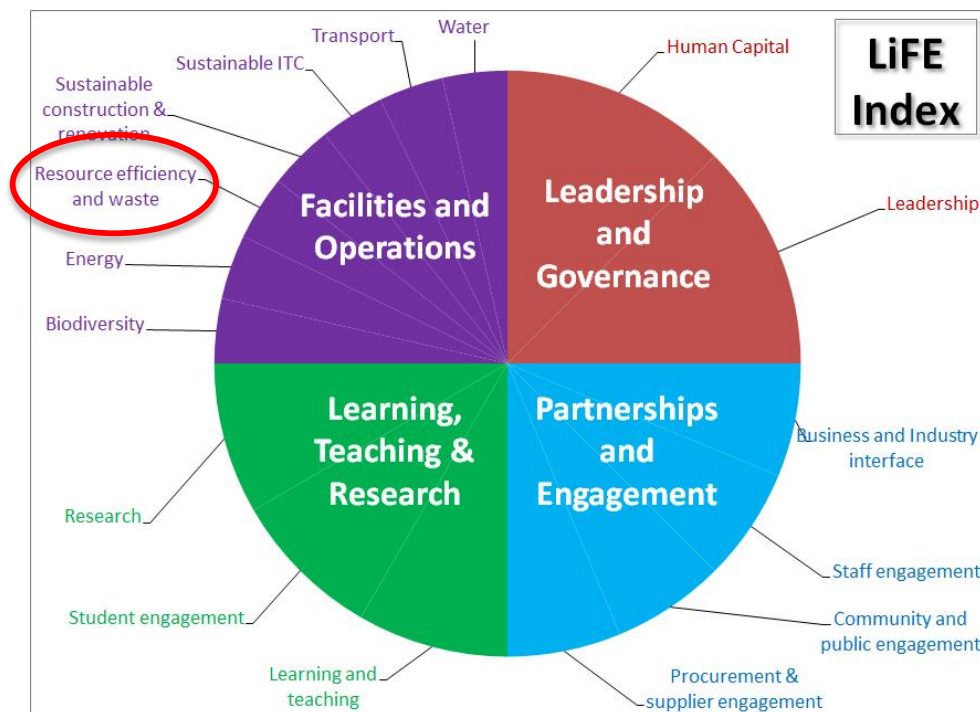 LiFE
Index
Water
Transport
Human Capital
Sustainable ITC
Sustainable
construction &
renovation
Resource efficiency
and waste
Facilities and
Operations
Leadership
and
Governance
Leadership
Energy
Biodiversity
Learning,
Teaching &
Research
Partnerships
and
Engagement
Business and Industry
interface
Research
Staff engagement
Student engagement
Community and
public engagement
Learning and
teaching
Procurement &
supplier engagement